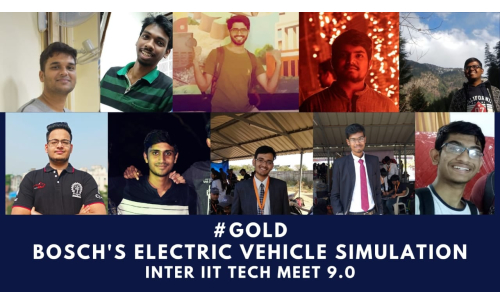 #GOLD
BOSCH'S ELECTRIC VEHICLE SIMULATION
INTER IIT TECH MEET 9.0